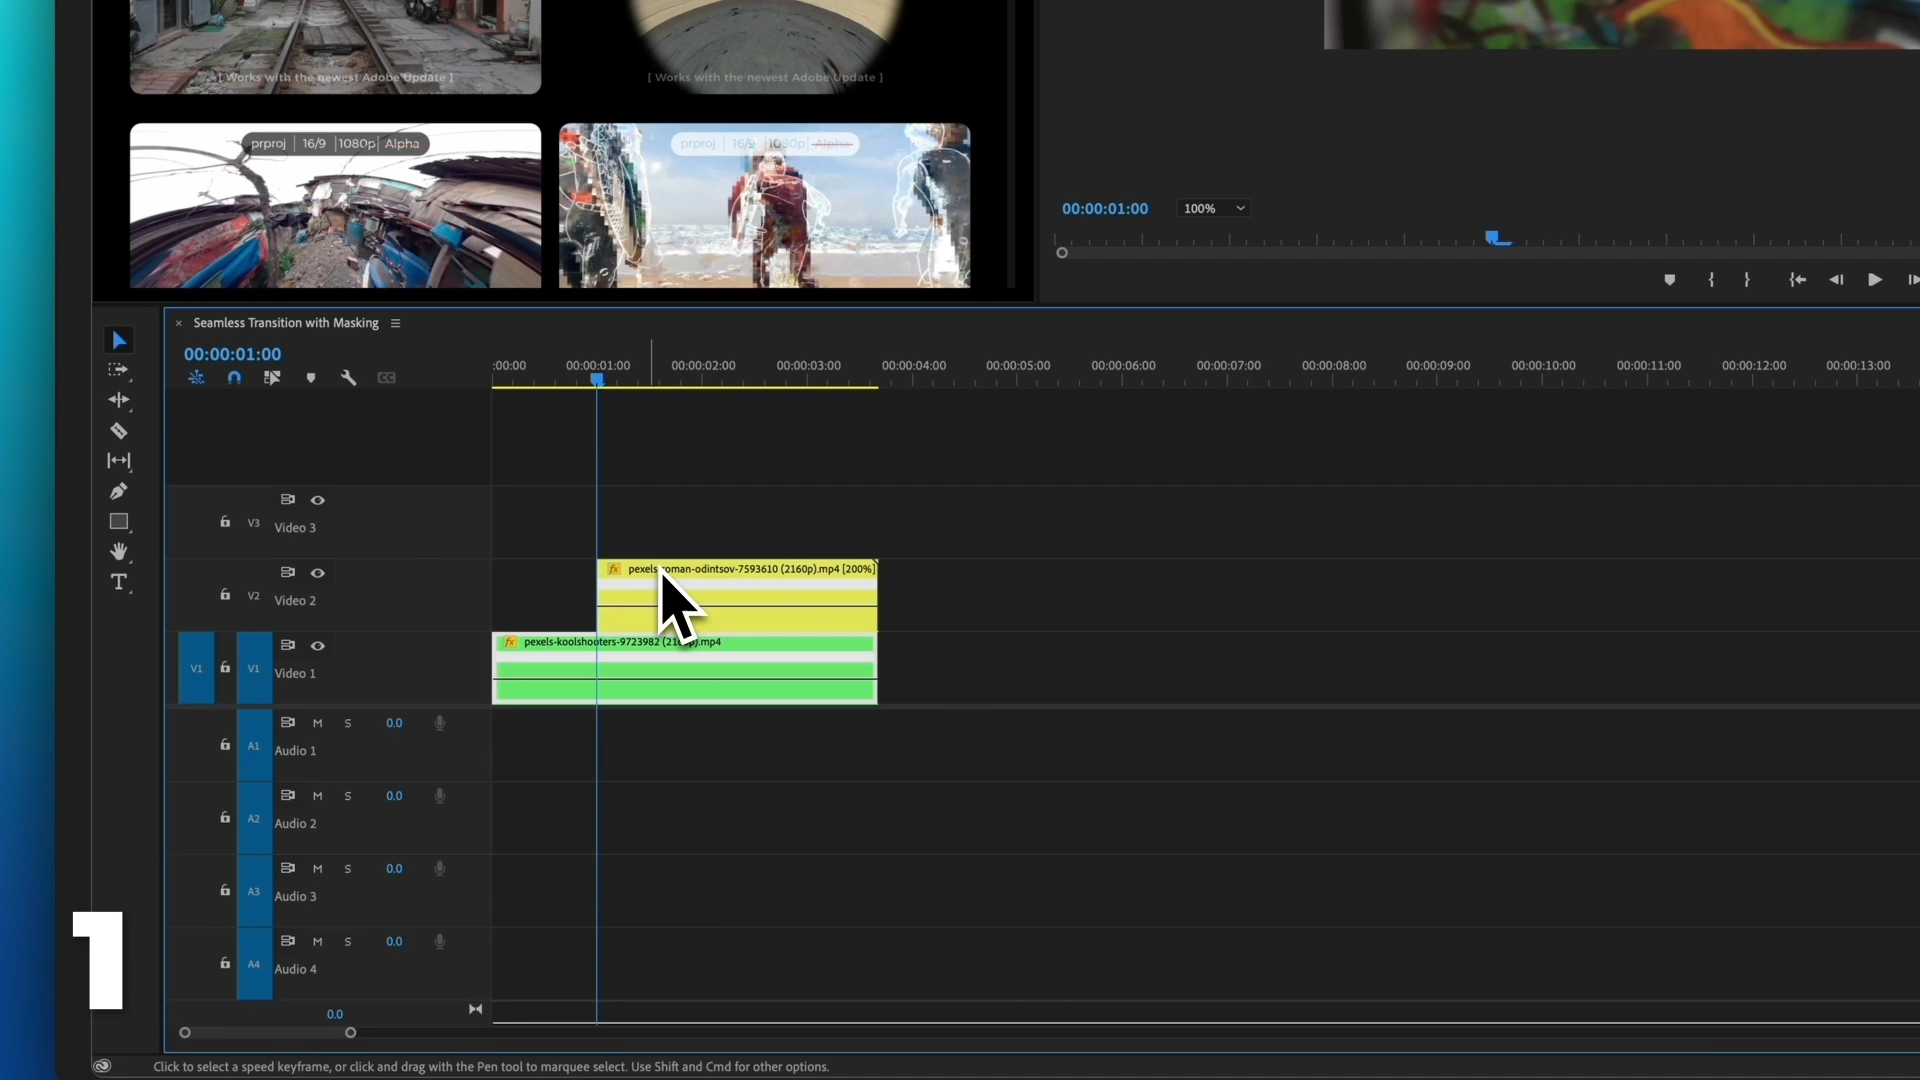 [ Works with the newest Adobe Update ]
[ Works with the newest Adobe Update ]
prproj | 16/9 | 1080p | Alpha
prproj | 16/9 | 1080p | Alpha
00:00:01:00
100%
× Seamless Transition with Masking
00:00:01:00
:00:00 00:00:01:00 00:00:02:00 00:00:03:00 00:00:04:00 00:00:05:00 00:00:06:00 00:00:07:00 00:00:08:00 00:00:09:00 00:00:10:00 00:00:11:00 00:00:12:00 00:00:13:00
CC
V3 Video 3
fx pexels-roman-odintsov-7593610 (2160p).mp4 [200%]
V2 Video 2
fx pexels-koolshooters-9723982 (2160p).mp4
V1 V1 Video 1
M S 0.0
A1 Audio 1
M S 0.0
A2 Audio 2
M S 0.0
A3 Audio 3
M S 0.0
A4 Audio 4
0.0
T
1
Click to select a speed keyframe, or click and drag with the Pen tool to marquee select. Use Shift and Cmd for other options.